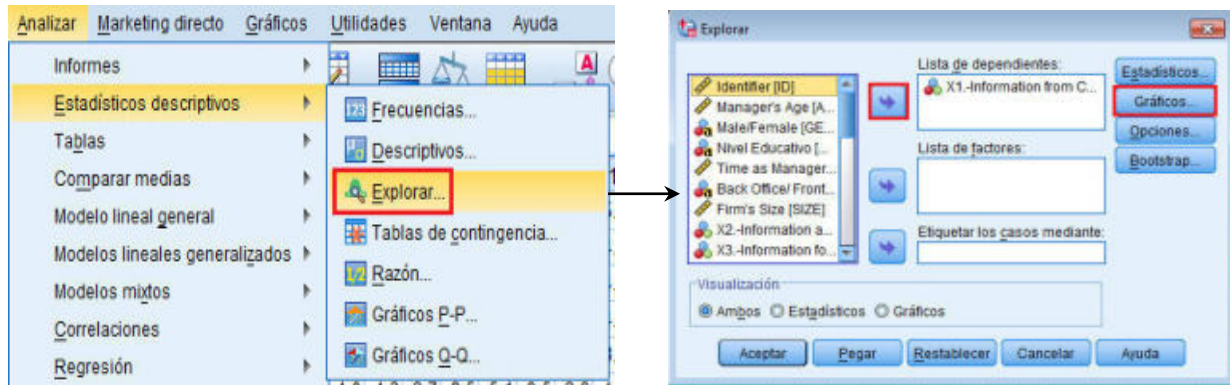 Analizar Marketing directo Gráficos Utilidades Ventana Ayuda
Informes
Estadísticos descriptivos
Tablas
Comparar medias
Modelo lineal general
Modelos lineales generalizados
Modelos mixtos
Correlaciones
Regresión
A
123 Frecuencias...
Descriptivos...
Explorar...
Tablas de contingencia...
1/2 Razón...
Gráficos P-P...
Gráficos Q-Q...
Explorar
Identifier [ID]
Manager's Age [A...
Male/Female [GE...
Nivel Educativo [...
Time as Manager...
Back Office/ Front...
Firm's Size [SIZE]
X2.-Information a...
X3.-Information fo...
Lista de dependientes:
X1.-Information from C...
Lista de factores:
Etiquetar los casos mediante:
Estadísticos...
Gráficos...
Opciones...
Bootstrap...
Visualización
Ambos Estadísticos Gráficos
Aceptar Pegar Restablecer Cancelar Ayuda